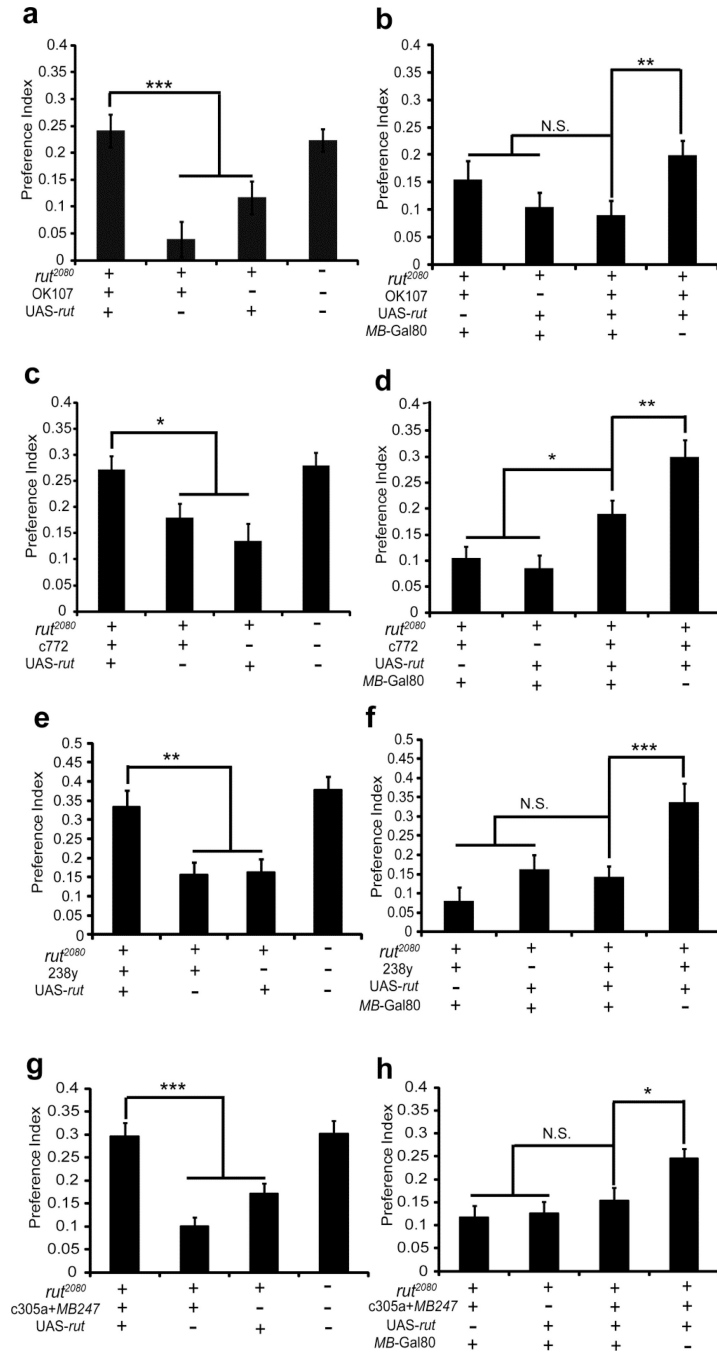 a
Preference Index
0.4
0.35
0.3
0.25
0.2
0.15
0.1
0.05
0
***
rut2080 + + + -
OK107 + + - -
UAS-rut + - + -
b
Preference Index
0.4
0.35
0.3
0.25
0.2
0.15
0.1
0.05
0
N.S.
**
rut2080 + + + +
OK107 + - + +
UAS-rut - + + +
MB-Gal80 + + + -
c
Preference Index
0.4
0.35
0.3
0.25
0.2
0.15
0.1
0.05
0
*
rut2080 + + + -
c772 + + - -
UAS-rut + - + -
d
Preference Index
0.4
0.35
0.3
0.25
0.2
0.15
0.1
0.05
0
*
**
rut2080 + + + +
c772 + - + +
UAS-rut - + + +
MB-Gal80 + + + -
e
Preference Index
0.5
0.45
0.4
0.35
0.3
0.25
0.2
0.15
0.1
0.05
0
**
rut2080 + + + -
238y + + - -
UAS-rut + - + -
f
Preference Index
0.5
0.45
0.4
0.35
0.3
0.25
0.2
0.15
0.1
0.05
0
N.S.
***
rut2080 + + + +
238y + - + +
UAS-rut - + + +
MB-Gal80 + + + -
g
Preference Index
0.4
0.35
0.3
0.25
0.2
0.15
0.1
0.05
0
***
rut2080 + + + -
c305a+MB247 + + - -
UAS-rut + - + -
h
Preference Index
0.4
0.35
0.3
0.25
0.2
0.15
0.1
0.05
0
N.S.
*
rut2080 + + + +
c305a+MB247 + - + +
UAS-rut - + + +
MB-Gal80 + + + -